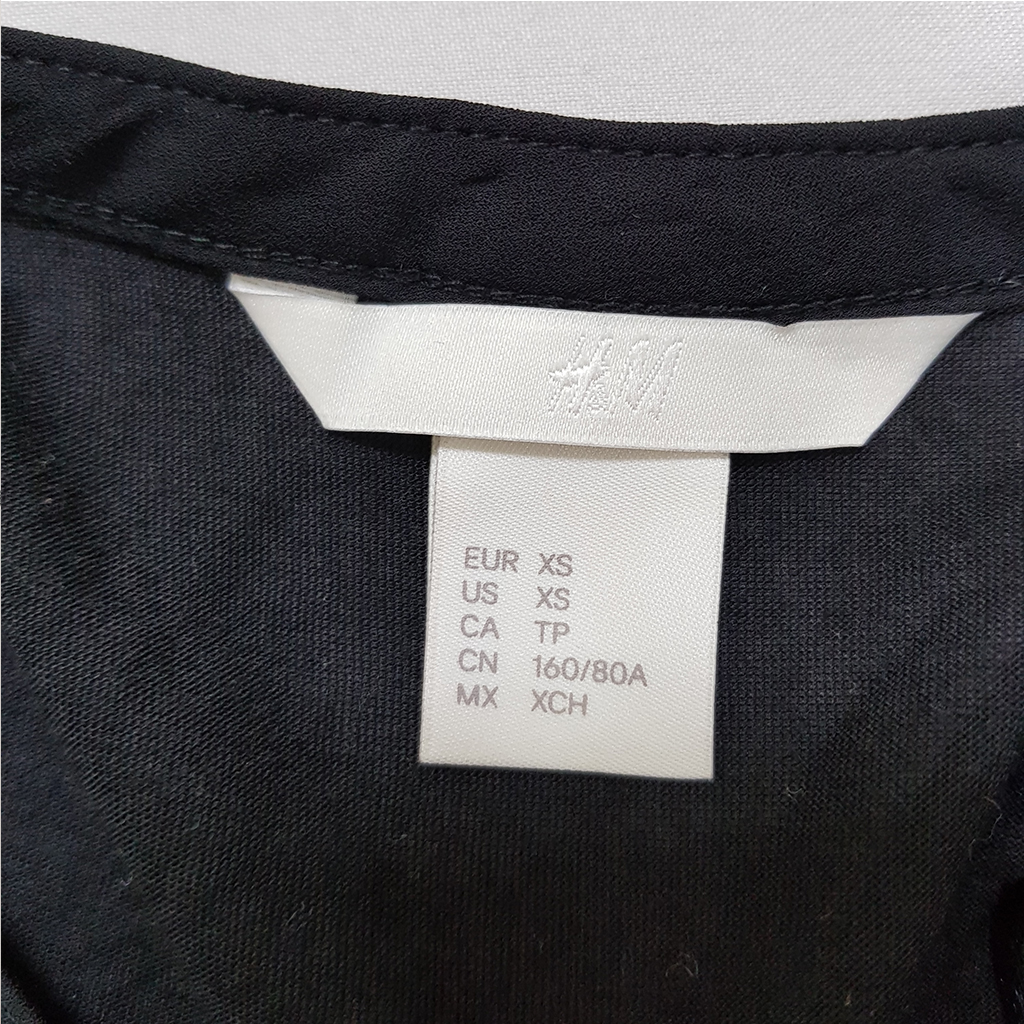 H&M
EUR XS
US XS
CA TP
CN 160/80A
MX XCH